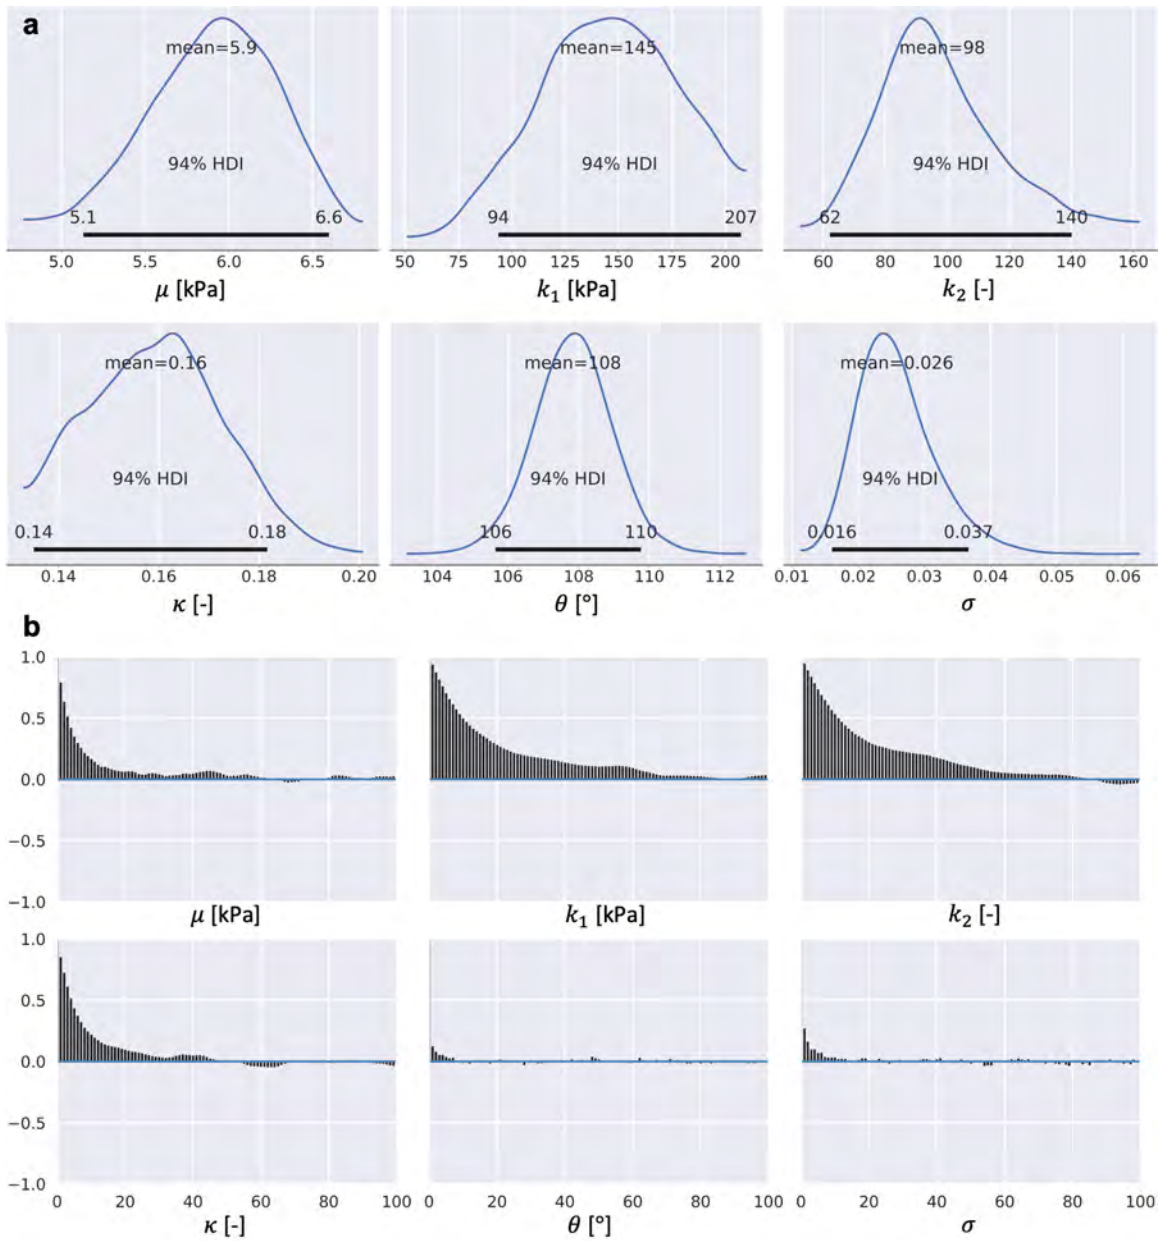 a
mean=5.9
94% HDI
5.1 6.6
5.0 5.5 6.0 6.5
μ [kPa]
mean=145
94% HDI
94 207
50 75 100 125 150 175 200
k₁ [kPa]
mean=98
94% HDI
62 140
60 80 100 120 140 160
k₂ [-]
mean=0.16
94% HDI
0.14 0.18
0.14 0.16 0.18 0.20
κ [-]
mean=108
94% HDI
106 110
104 106 108 110 112
θ [°]
mean=0.026
94% HDI
0.016 0.037
0.01 0.02 0.03 0.04 0.05 0.06
σ
b
1.0
0.5
0.0
−0.5
−1.0
μ [kPa] k₁ [kPa] k₂ [-]
1.0
0.5
0.0
−0.5
−1.0
0 20 40 60 80 100 0 20 40 60 80 100 0 20 40 60 80 100
κ [-] θ [°] σ